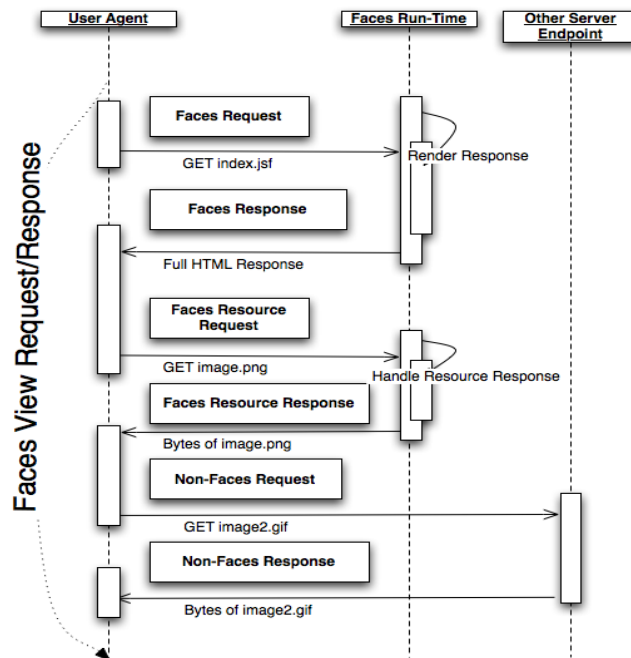 User Agent
Faces Run-Time
Other Server
Endpoint
Faces View Request/Response
Faces Request
Render Response
GET index.jsf
Faces Response
Full HTML Response
Faces Resource
Request
GET image.png
Handle Resource Response
Faces Resource Response
Bytes of image.png
Non-Faces Request
GET image2.gif
Non-Faces Response
Bytes of image2.gif